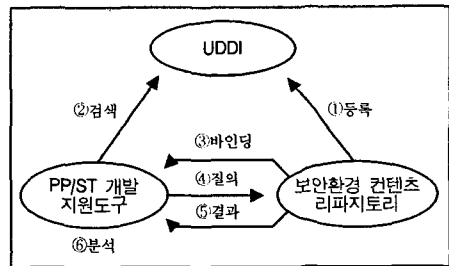 UDDI
②검색
①등록
③바인딩
PP/ST 개발
지원도구
④질의
보안환경 컨텐츠
리파지토리
⑤결과
⑥분석